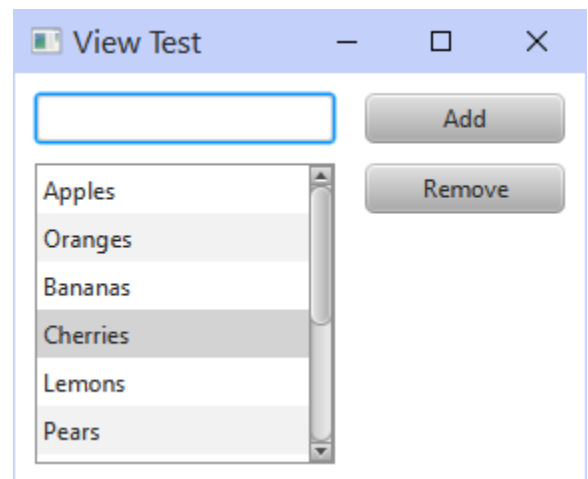 View Test
Add
Apples
Remove
Oranges
Bananas
Cherries
Lemons
Pears